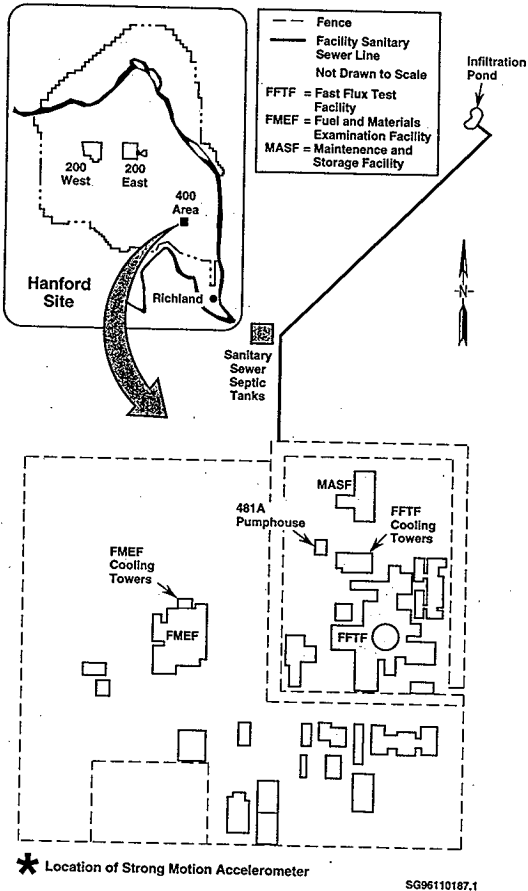 Fence
Facility Sanitary
Sewer Line
Not Drawn to Scale
FFTF = Fast Flux Test
Facility
FMEF = Fuel and Materials
Examination Facility
MASF = Maintenence and
Storage Facility
Infiltration
Pond
200
West
200
East
400
Area
Hanford
Site
Richland
N
Sanitary
Sewer
Septic
Tanks
MASF
481A
Pumphouse
FFTF
Cooling
Towers
FMEF
Cooling
Towers
FMEF
FFTF
Location of Strong Motion Accelerometer
SG96110187.1